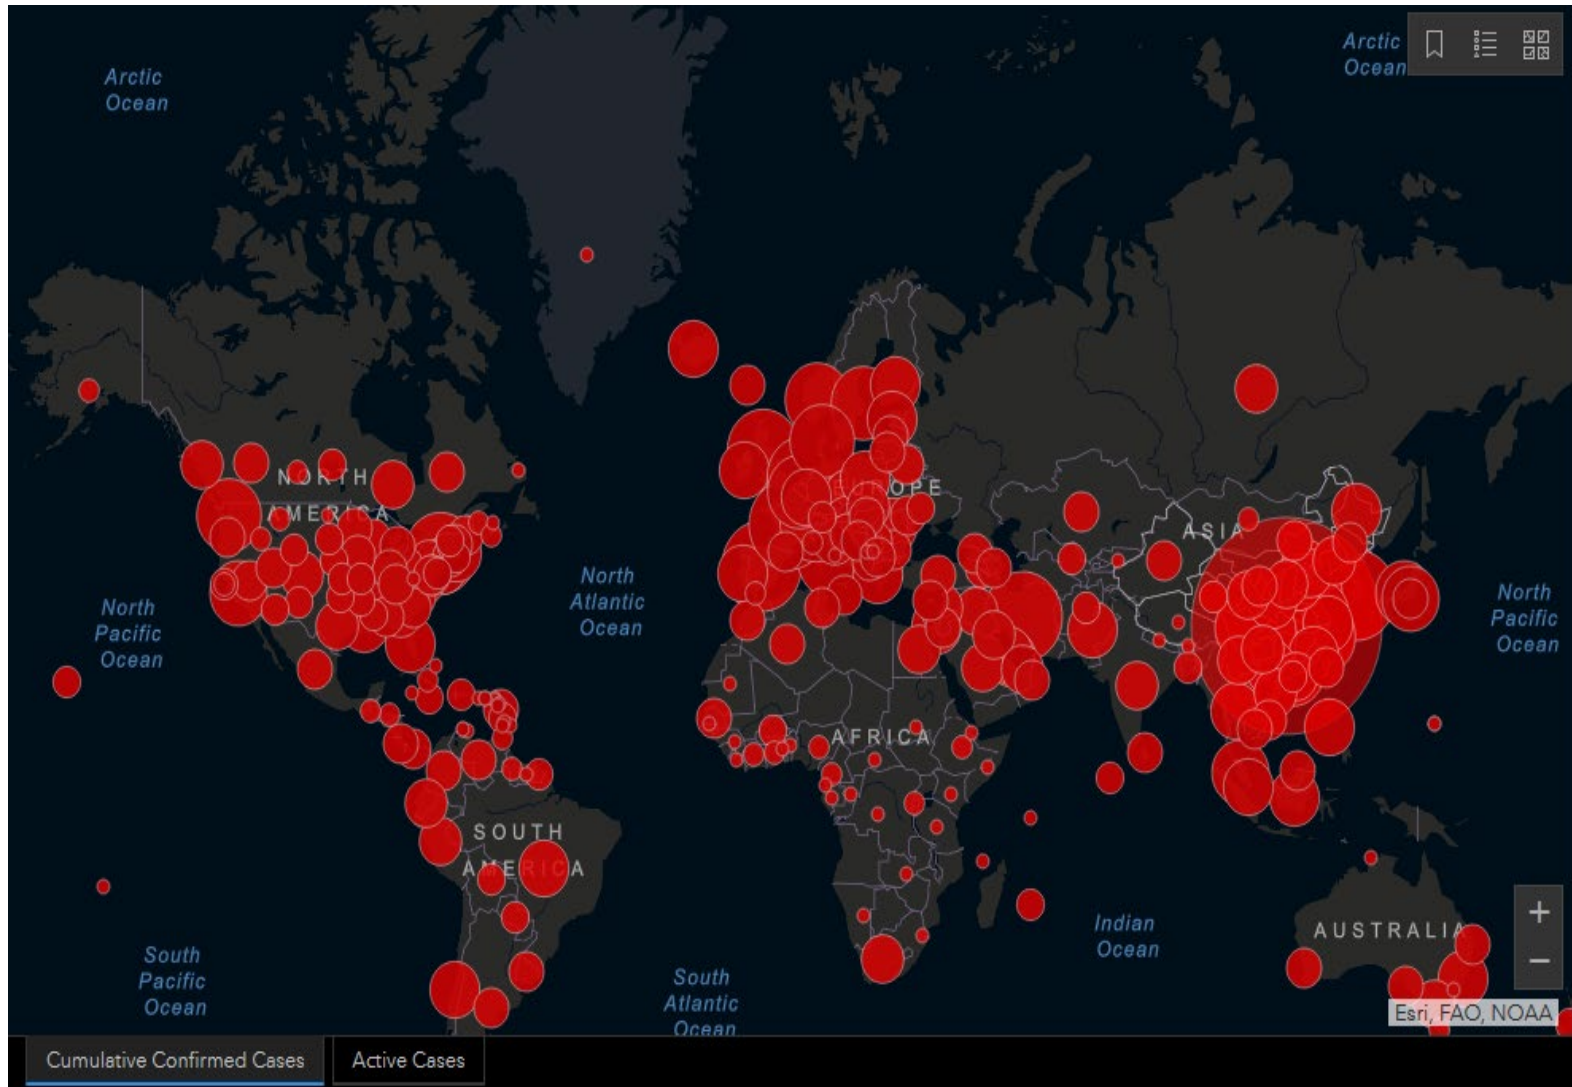 Arctic
Ocean
Arctic
Ocean
NORTH
AMERICA
EUROPE
ASIA
North
Atlantic
Ocean
North
Pacific
Ocean
North
Pacific
Ocean
AFRICA
SOUTH
AMERICA
Indian
Ocean
AUSTRALIA
South
Pacific
Ocean
South
Atlantic
Ocean
+
−
Esri, FAO, NOAA
Cumulative Confirmed Cases
Active Cases